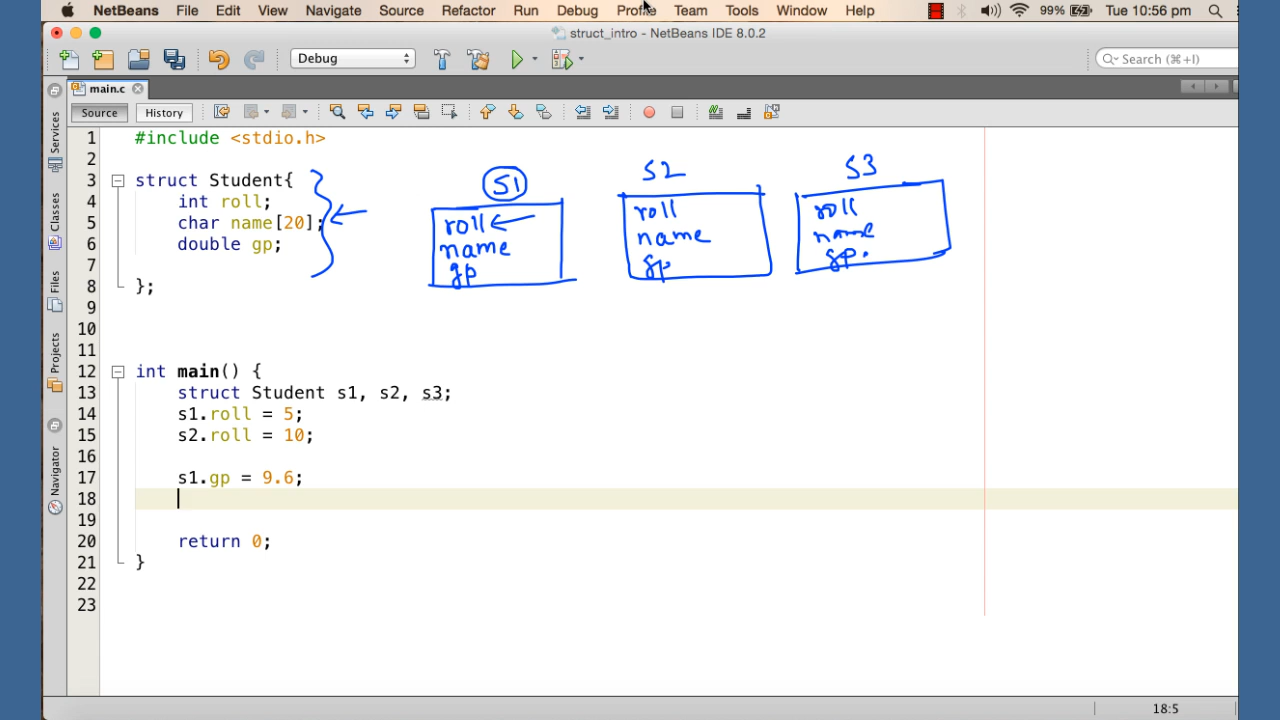 NetBeans File Edit View Navigate Source Refactor Run Debug Profile Team Tools Window Help 99% Tue 10:56 pm
struct_intro - NetBeans IDE 8.0.2
Debug
Search (⌘+I)
main.c
Source History
Services
Classes
Files
Projects
Navigator
1 #include <stdio.h>
2
3 struct Student{
4 int roll;
5 char name[20];
6 double gp;
7
8 };
9
10
11
12 int main() {
13 struct Student s1, s2, s3;
14 s1.roll = 5;
15 s2.roll = 10;
16
17 s1.gp = 9.6;
18
19
20 return 0;
21 }
22
23
S1
roll
name
gp
S2
roll
name
gp
S3
roll
name
gp.
18:5